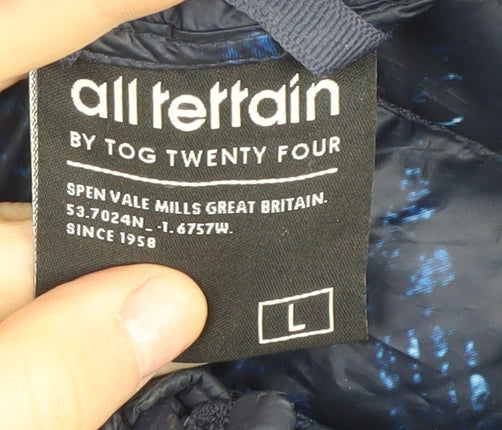 all terrain
BY TOG TWENTY FOUR
SPEN VALE MILLS GREAT BRITAIN.
53.7024N_ -1.6757W.
SINCE 1958
L